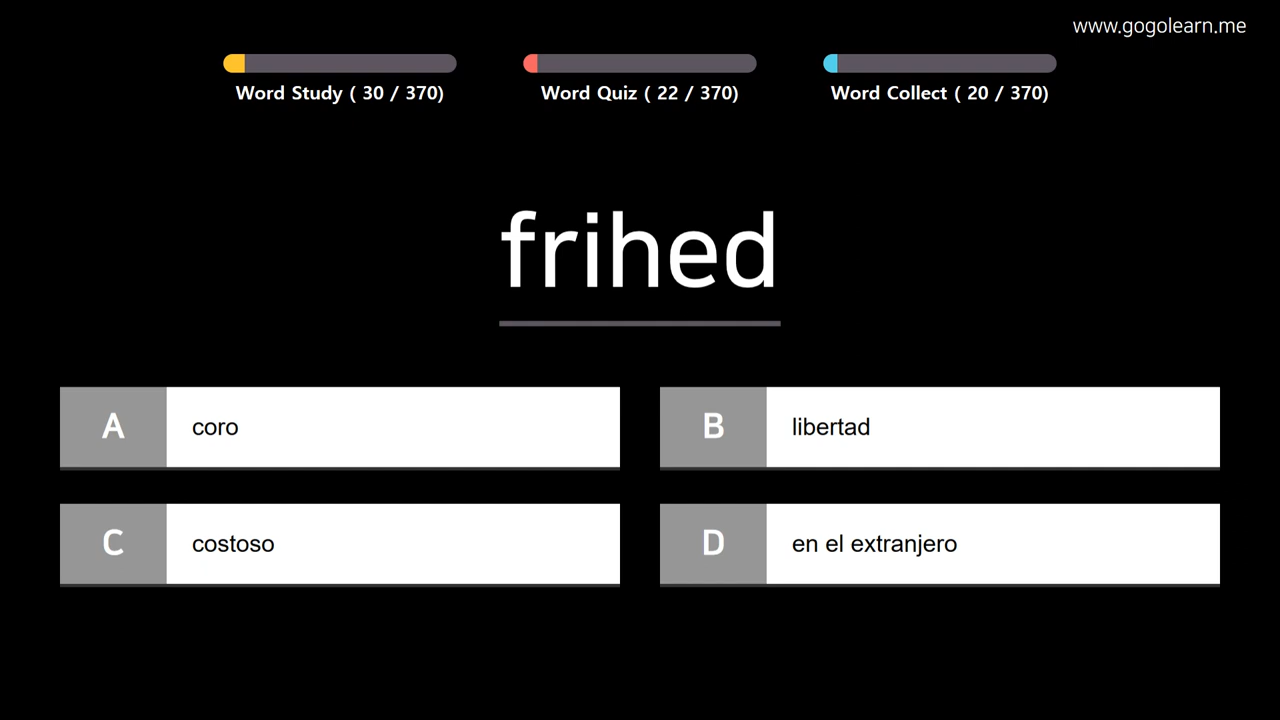 www.gogolearn.me
Word Study ( 30 / 370)
Word Quiz ( 22 / 370)
Word Collect ( 20 / 370)
frihed
A coro
B libertad
C costoso
D en el extranjero